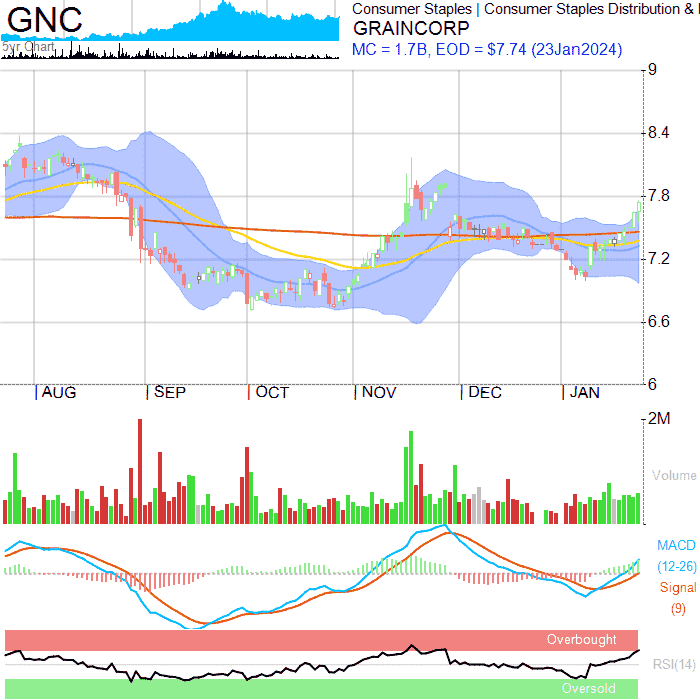 GNC
Consumer Staples | Consumer Staples Distribution &
5yr Chart
GRAINCORP
MC = 1.7B, EOD = $7.74 (23Jan2024)
9
8.4
7.8
7.2
6.6
6
| AUG | SEP | OCT | NOV | DEC | JAN
2M
Volume
MACD
(12-26)
Signal
(9)
Overbought
RSI(14)
Oversold